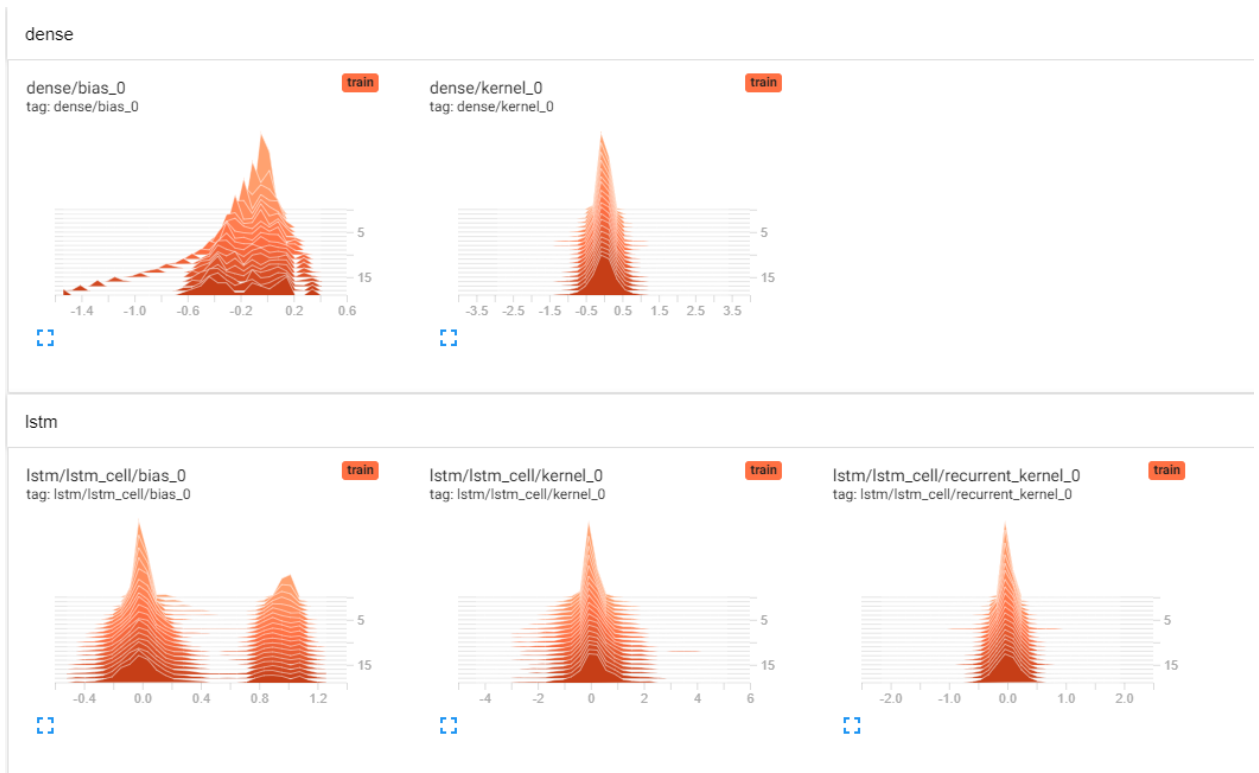 dense
dense/bias_0
train
tag: dense/bias_0
5
15
-1.4 -1.0 -0.6 -0.2 0.2 0.6
dense/kernel_0
train
tag: dense/kernel_0
5
15
-3.5 -2.5 -1.5 -0.5 0.5 1.5 2.5 3.5
lstm
lstm/lstm_cell/bias_0
train
tag: lstm/lstm_cell/bias_0
5
15
-0.4 0.0 0.4 0.8 1.2
lstm/lstm_cell/kernel_0
train
tag: lstm/lstm_cell/kernel_0
5
15
-4 -2 0 2 4 6
lstm/lstm_cell/recurrent_kernel_0
train
tag: lstm/lstm_cell/recurrent_kernel_0
5
15
-2.0 -1.0 0.0 1.0 2.0